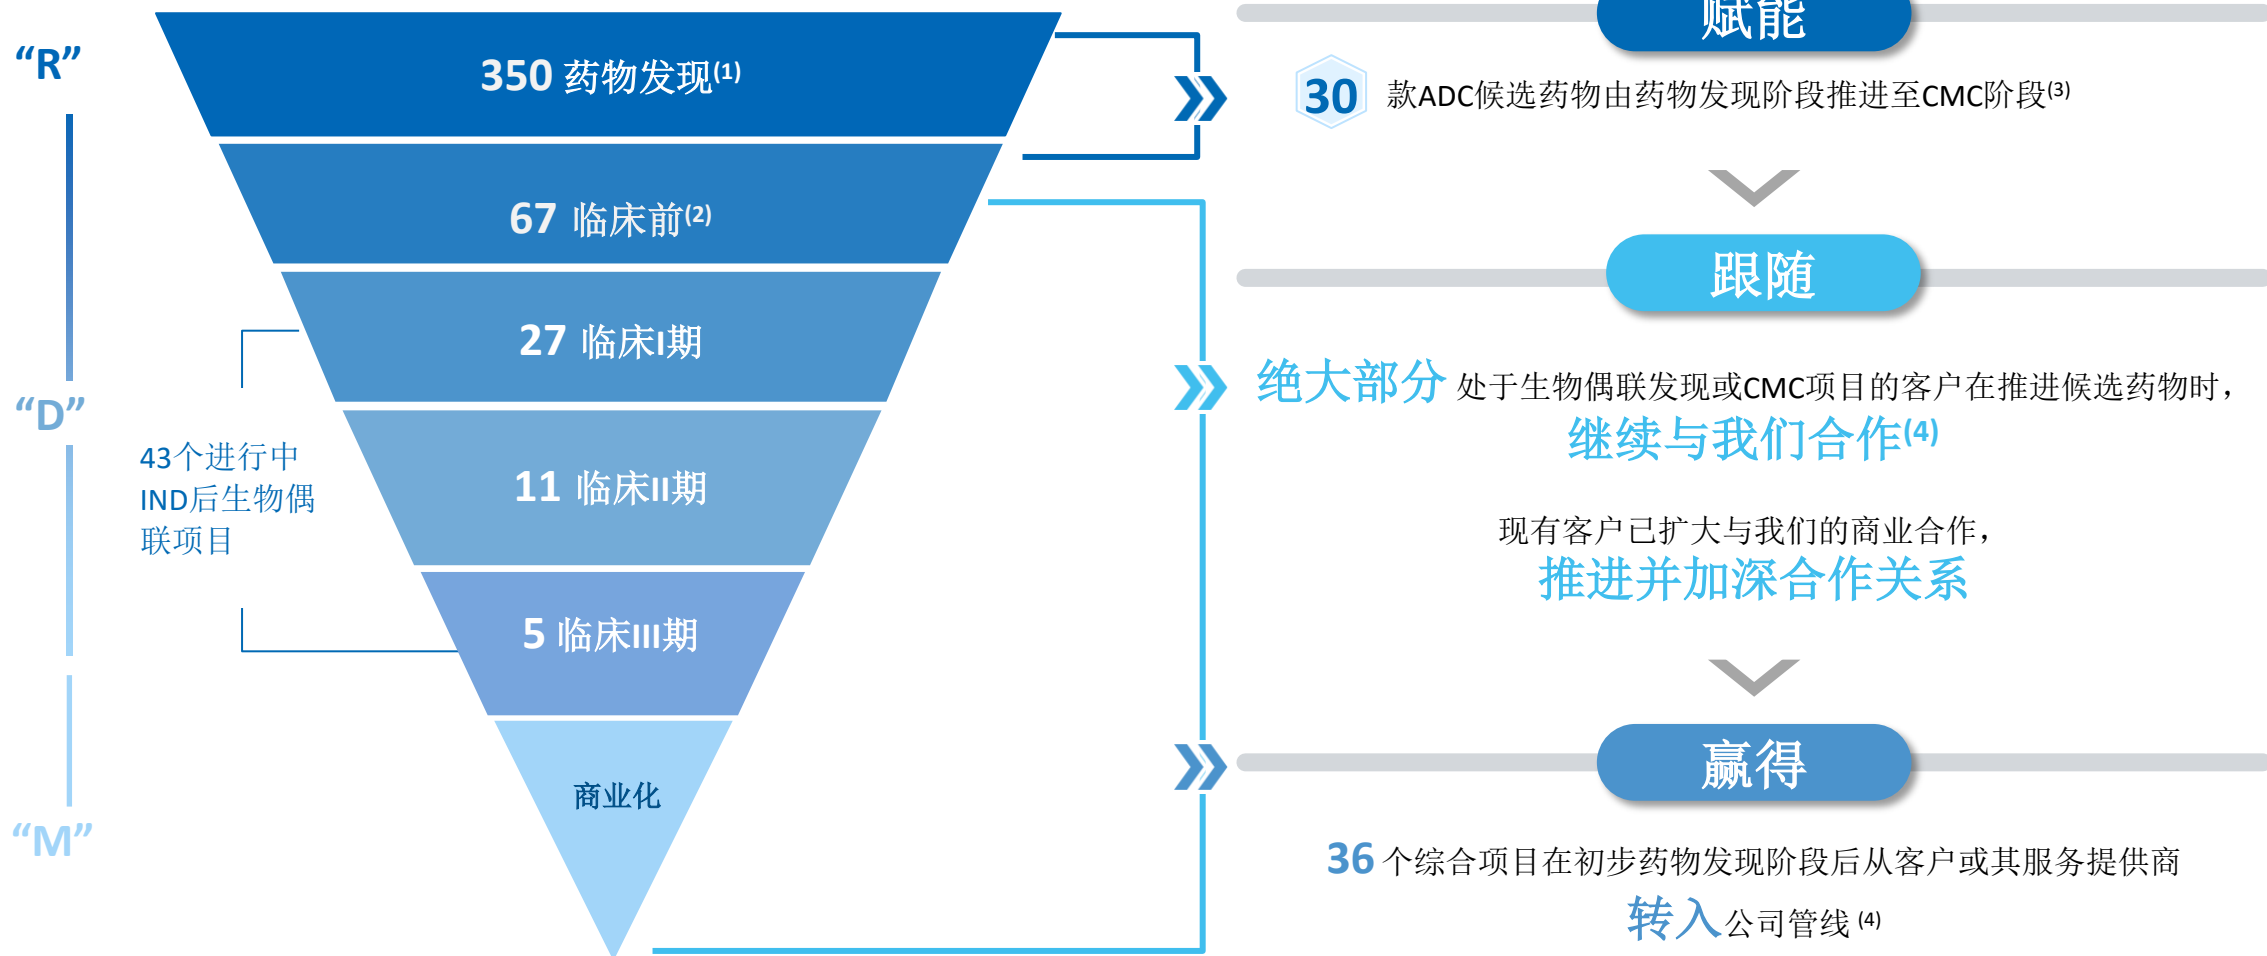 “R”
350 药物发现(1)
67 临床前(2)
27 临床I期
“D”
43个进行中
IND后生物偶
联项目
11 临床II期
5 临床III期
商业化
“M”
赋能
30 款ADC候选药物由药物发现阶段推进至CMC阶段(3)
跟随
绝大部分 处于生物偶联发现或CMC项目的客户在推进候选药物时，
继续与我们合作(4)
现有客户已扩大与我们的商业合作，
推进并加深合作关系
赢得
36 个综合项目在初步药物发现阶段后从客户或其服务提供商
转入公司管线 (4)